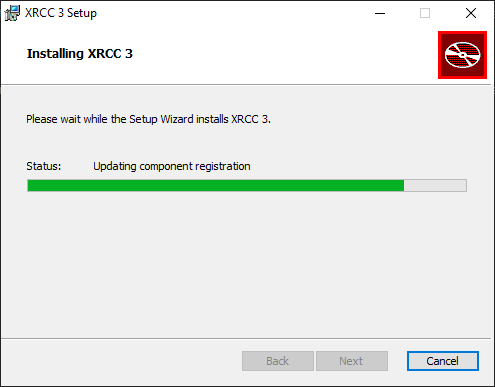 XRCC 3 Setup
Installing XRCC 3
Please wait while the Setup Wizard installs XRCC 3.
Status: Updating component registration
Back Next Cancel